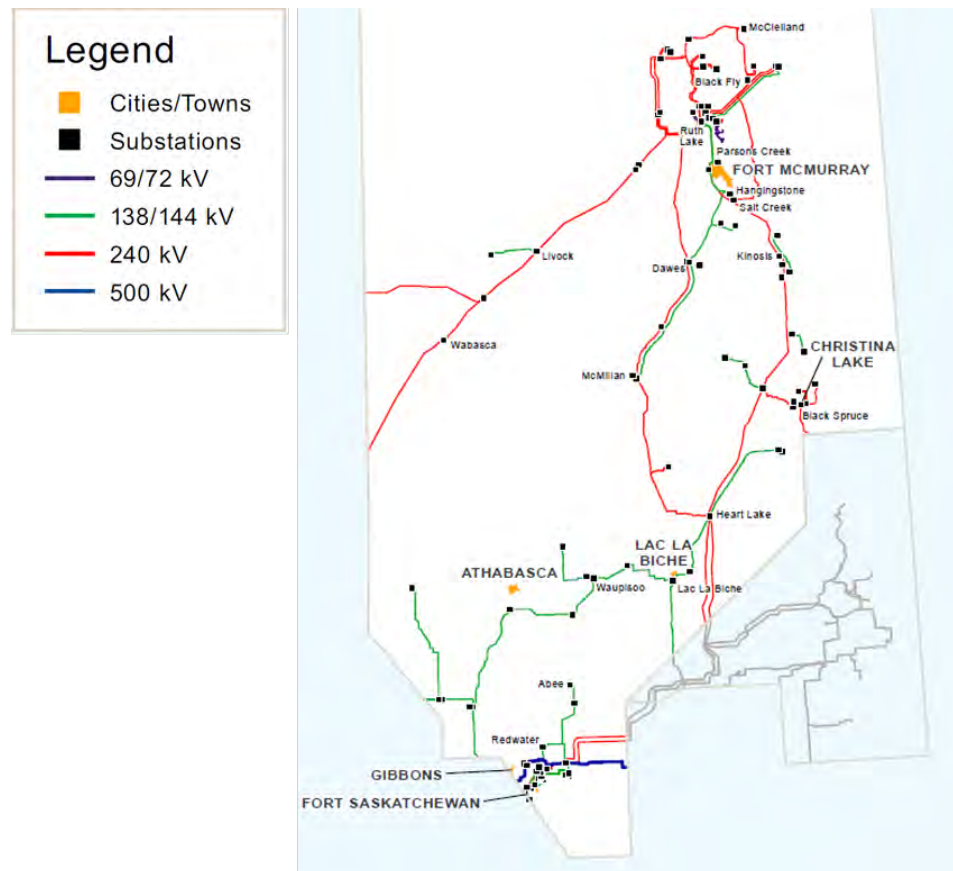 Legend
Cities/Towns
Substations
69/72 kV
138/144 kV
240 kV
500 kV
McClelland
Black Fly
Ruth
Lake
Parsons Creek
FORT MCMURRAY
Hangingstone
Salt Creek
Livock
Dawes
Kinosis
Wabasca
McMillan
CHRISTINA
LAKE
Black Spruce
Heart Lake
LAC LA
BICHE
ATHABASCA
Waupisoo
Lac La Biche
Abee
Redwater
GIBBONS
FORT SASKATCHEWAN